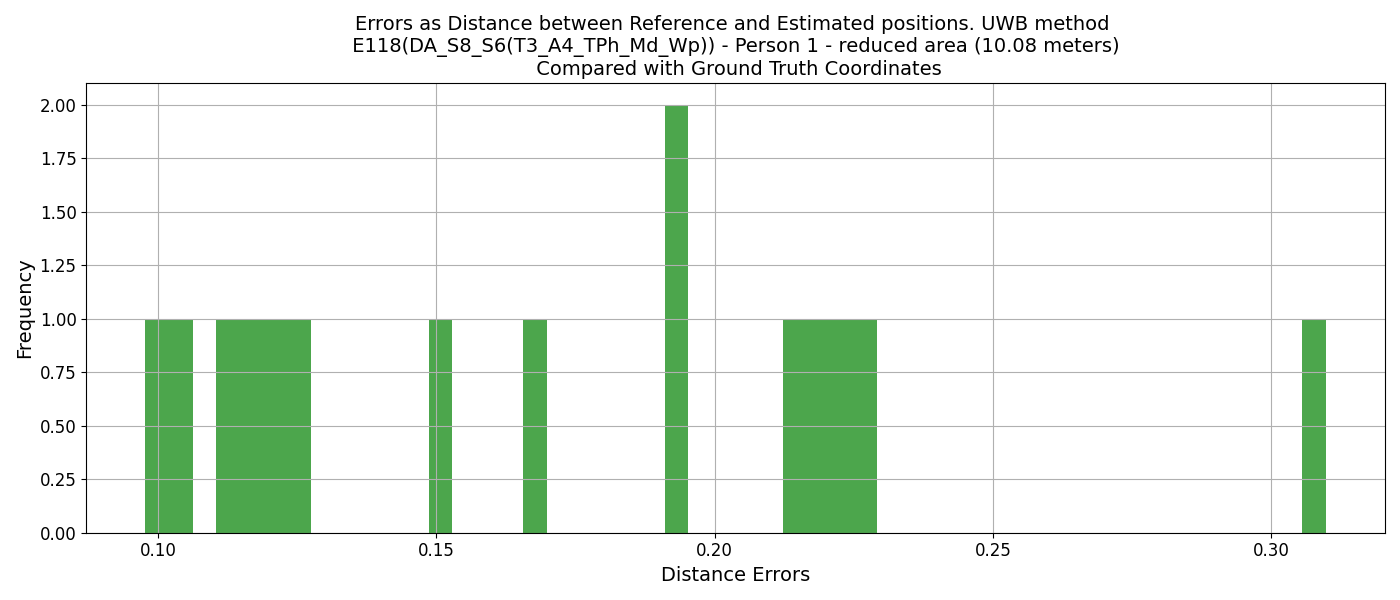 Errors as Distance between Reference and Estimated positions. UWB method
E118(DA_S8_S6(T3_A4_TPh_Md_Wp)) - Person 1 - reduced area (10.08 meters)
Compared with Ground Truth Coordinates
2.00
1.75
1.50
1.25
1.00
0.75
0.50
0.25
0.00
Frequency
0.10 0.15 0.20 0.25 0.30
Distance Errors